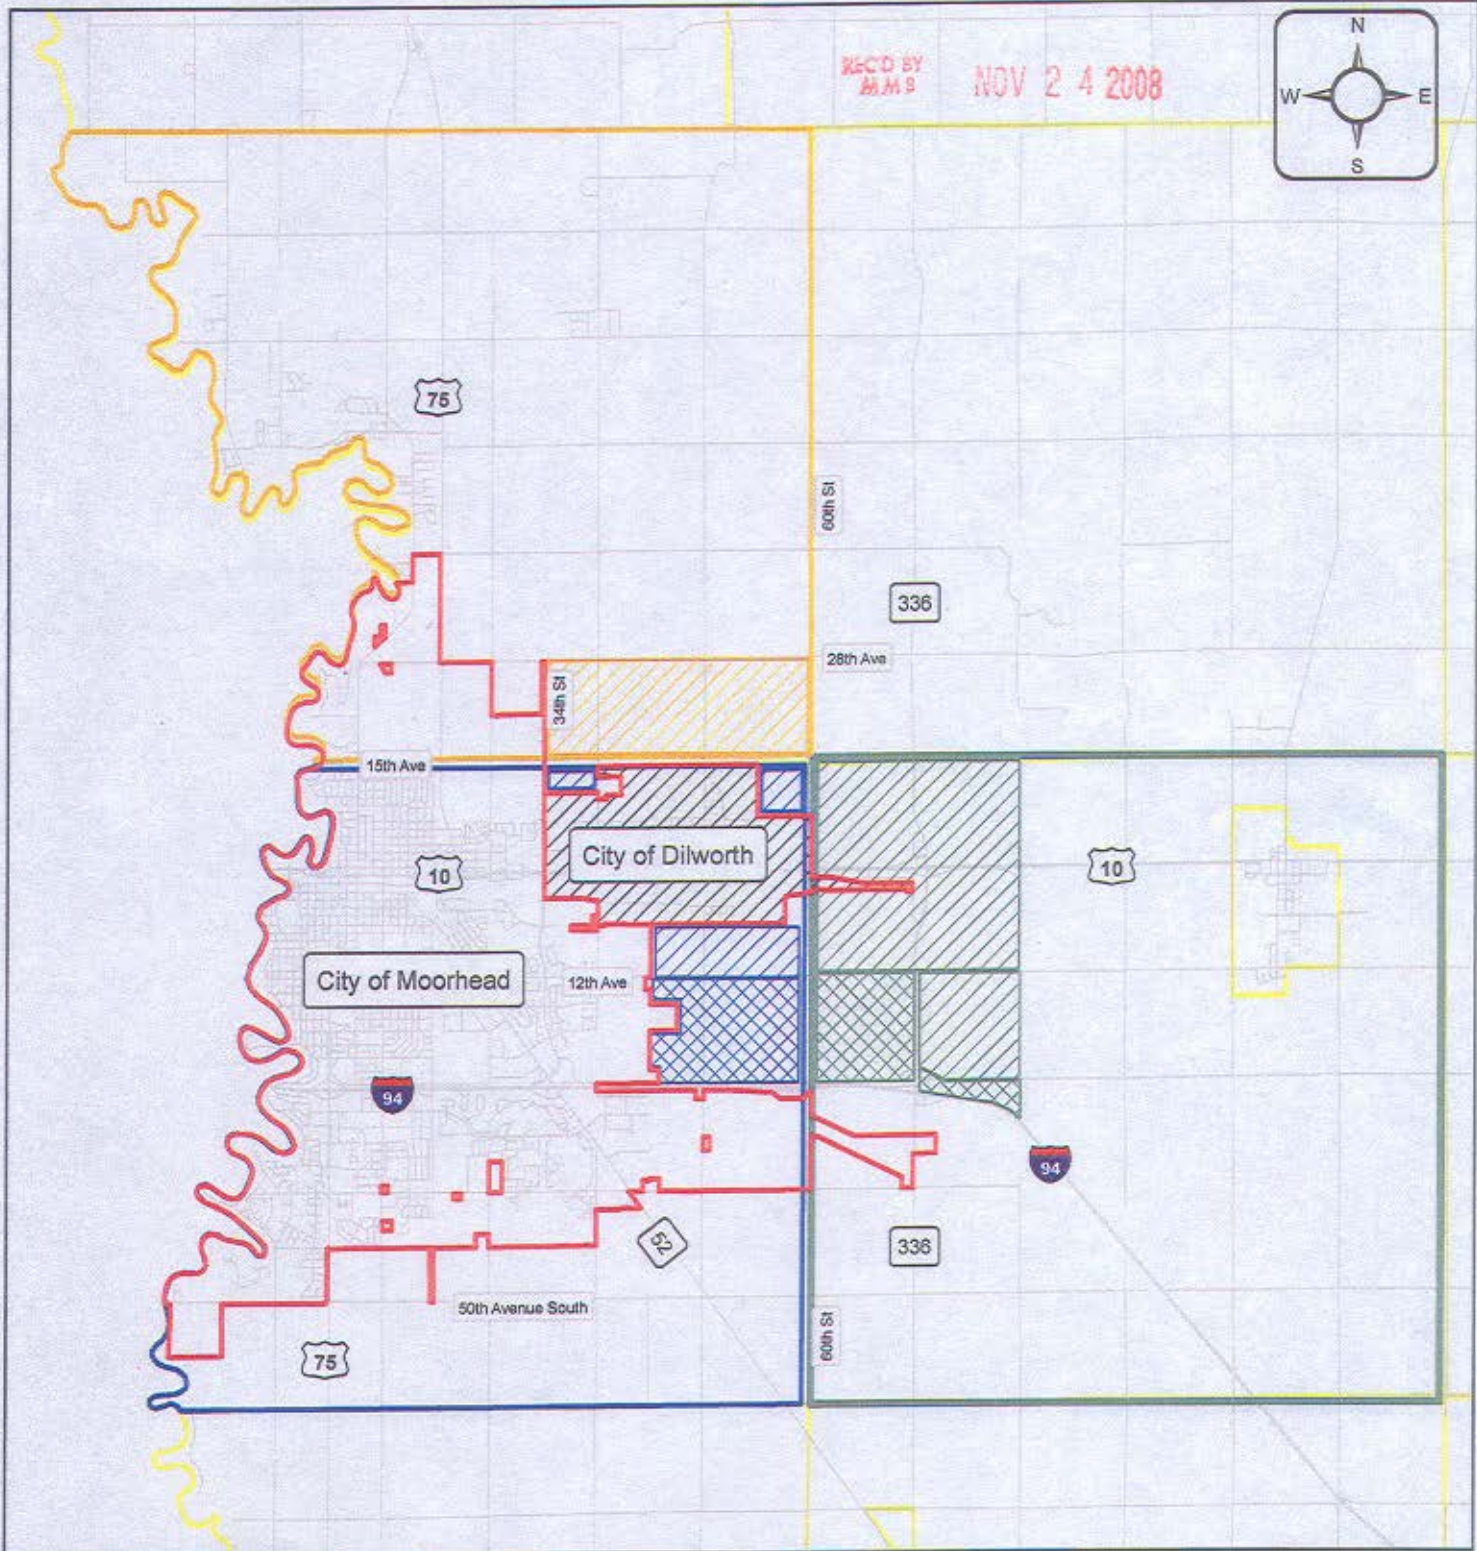 N
REC'D BY
MMB
NOV 2 4 2008
W
E
S
75
60th St
336
28th Ave
34th St
15th Ave
City of Dilworth
10
10
City of Moorhead
12th Ave
94
94
52
336
50th Avenue South
60th St
75